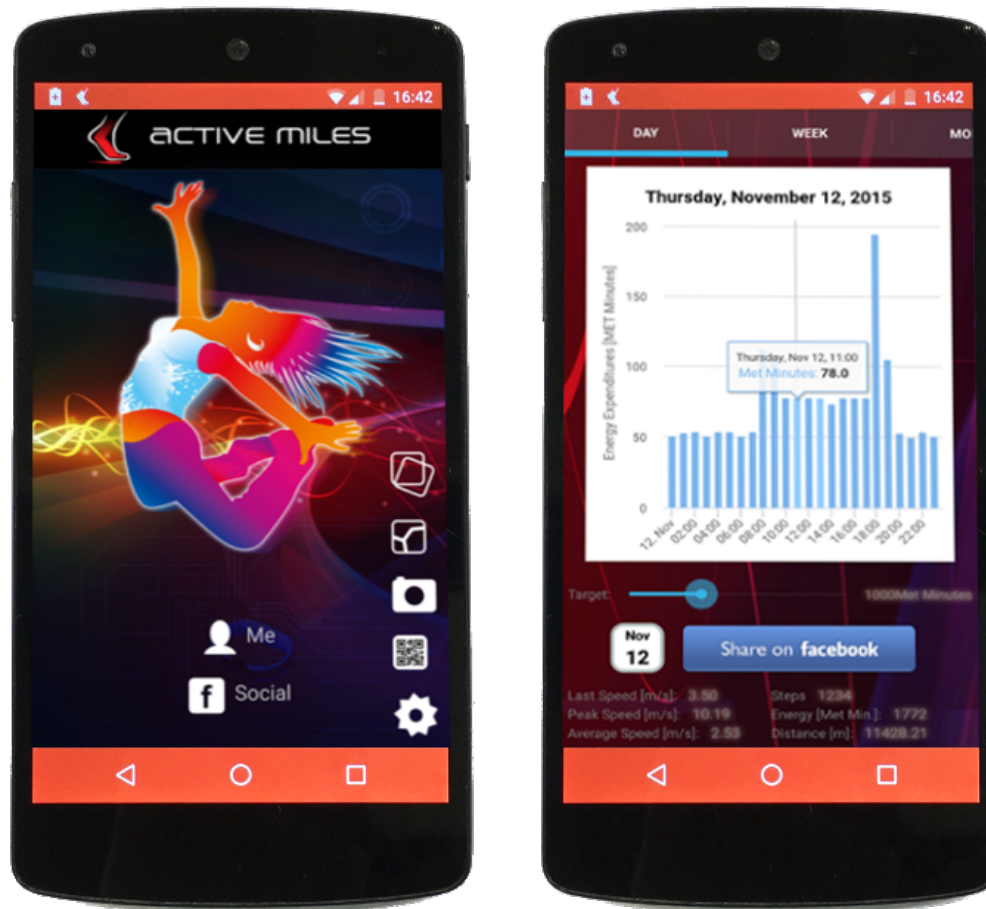 16:42
ACTIVE MILES
Me
f Social
16:42
DAY WEEK MO
Thursday, November 12, 2015
Energy Expenditures [MET Minutes]
200
150
100
50
0
Thursday, Nov 12, 11:00
Met Minutes: 78.0
12. Nov 02:00 04:00 06:00 08:00 10:00 12:00 14:00 16:00 18:00 20:00 22:00
Target: 1000Met Minutes
Nov
12
Share on facebook
Last Speed [m/s]: 3.50 Steps 1234
Peak Speed [m/s]: 10.19 Energy [Met Min.]: 1772
Average Speed [m/s]: 2.53 Distance [m]: 11428.21